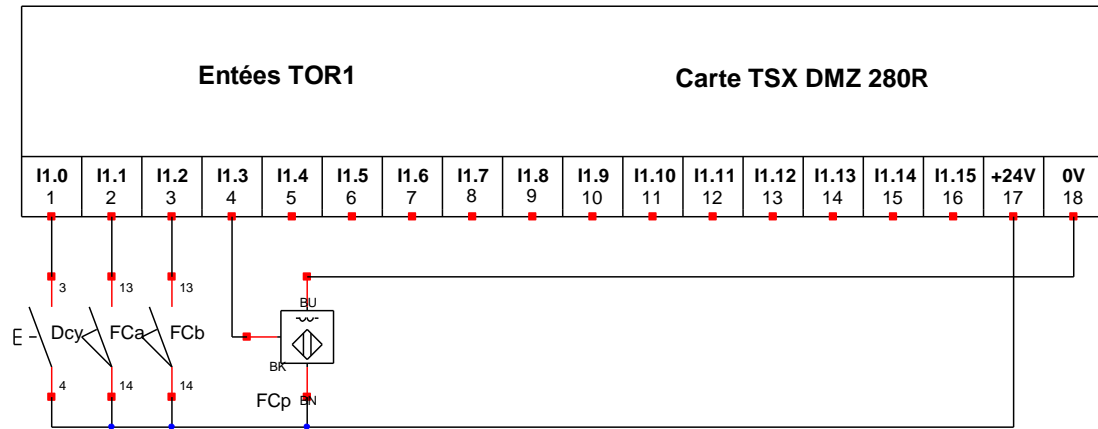 Entées TOR1 Carte TSX DMZ 280R
I1.0 I1.1 I1.2 I1.3 I1.4 I1.5 I1.6 I1.7 I1.8 I1.9 I1.10 I1.11 I1.12 I1.13 I1.14 I1.15 +24V 0V
1 2 3 4 5 6 7 8 9 10 11 12 13 14 15 16 17 18
3 13 13
BU
Dcy FCa FCb
BK
4 14 14
FCp BN